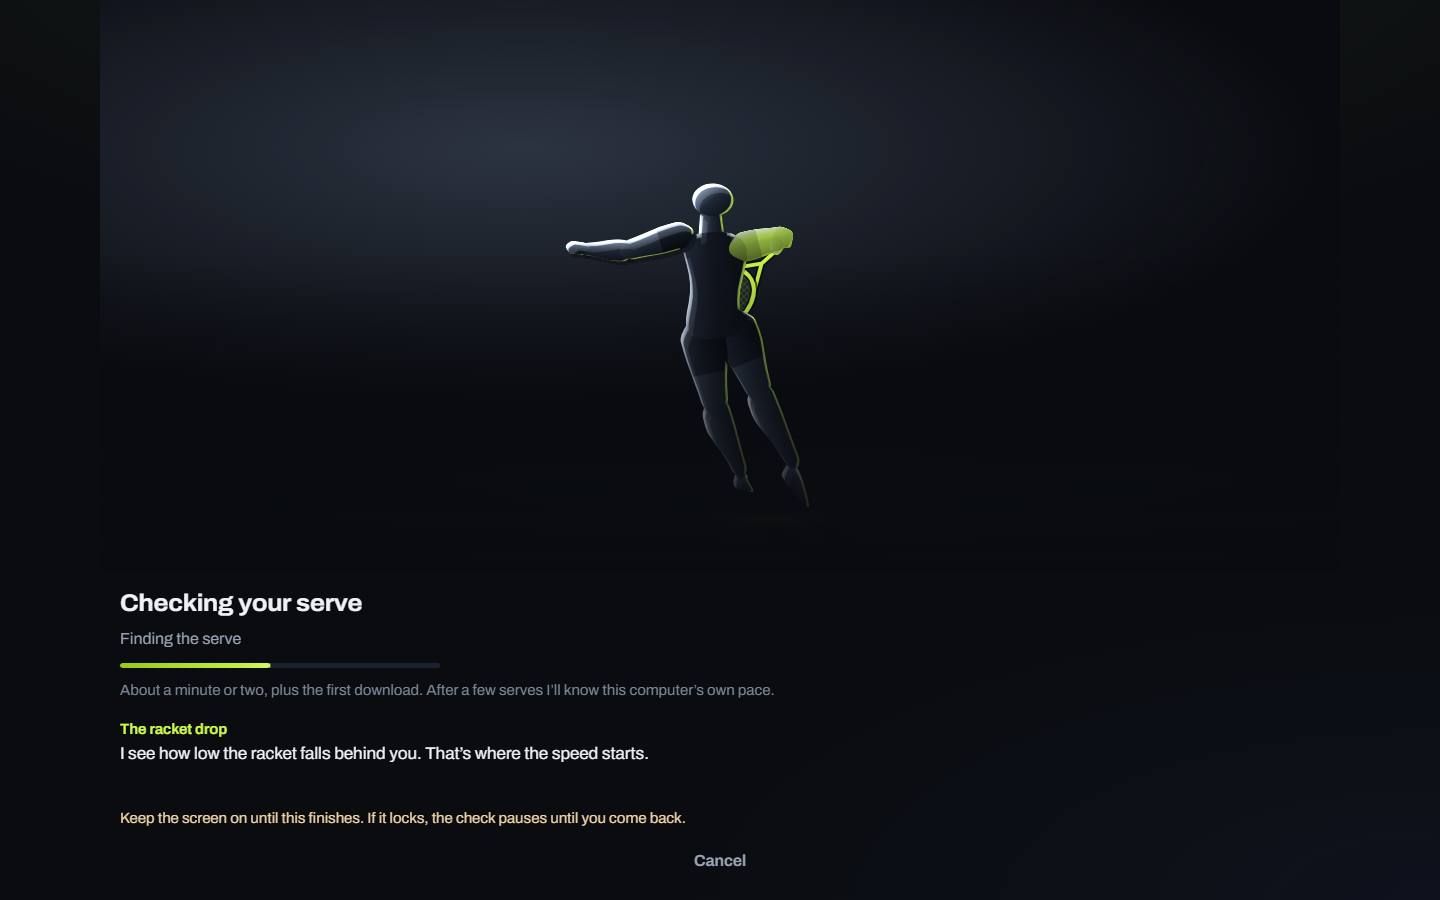 Checking your serve
Finding the serve
About a minute or two, plus the first download. After a few serves I’ll know this computer’s own pace.
The racket drop
I see how low the racket falls behind you. That’s where the speed starts.
Keep the screen on until this finishes. If it locks, the check pauses until you come back.
Cancel